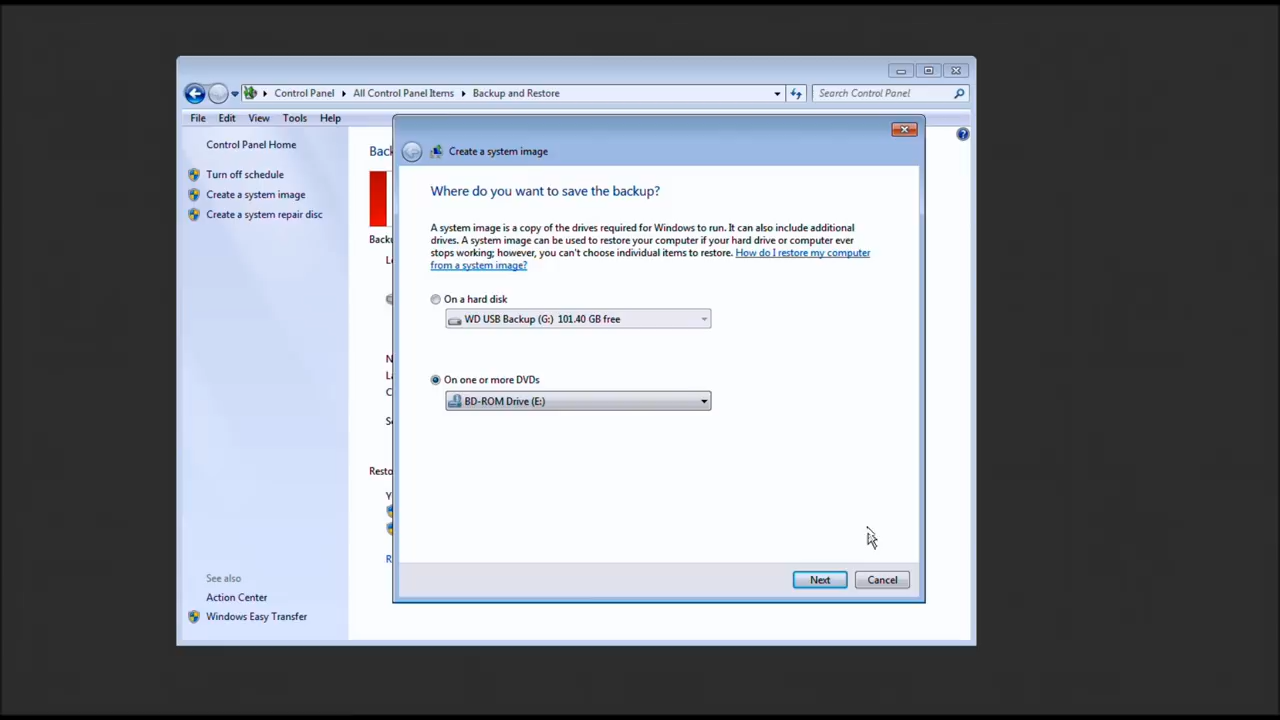 Control Panel All Control Panel Items Backup and Restore Search Control Panel
File Edit View Tools Help
Control Panel Home
Turn off schedule
Create a system image
Create a system repair disc
See also
Action Center
Windows Easy Transfer
Create a system image
Where do you want to save the backup?
A system image is a copy of the drives required for Windows to run. It can also include additional
drives. A system image can be used to restore your computer if your hard drive or computer ever
stops working; however, you can't choose individual items to restore. How do I restore my computer
from a system image?
On a hard disk
WD USB Backup (G:) 101.40 GB free
On one or more DVDs
BD-ROM Drive (E:)
Next Cancel